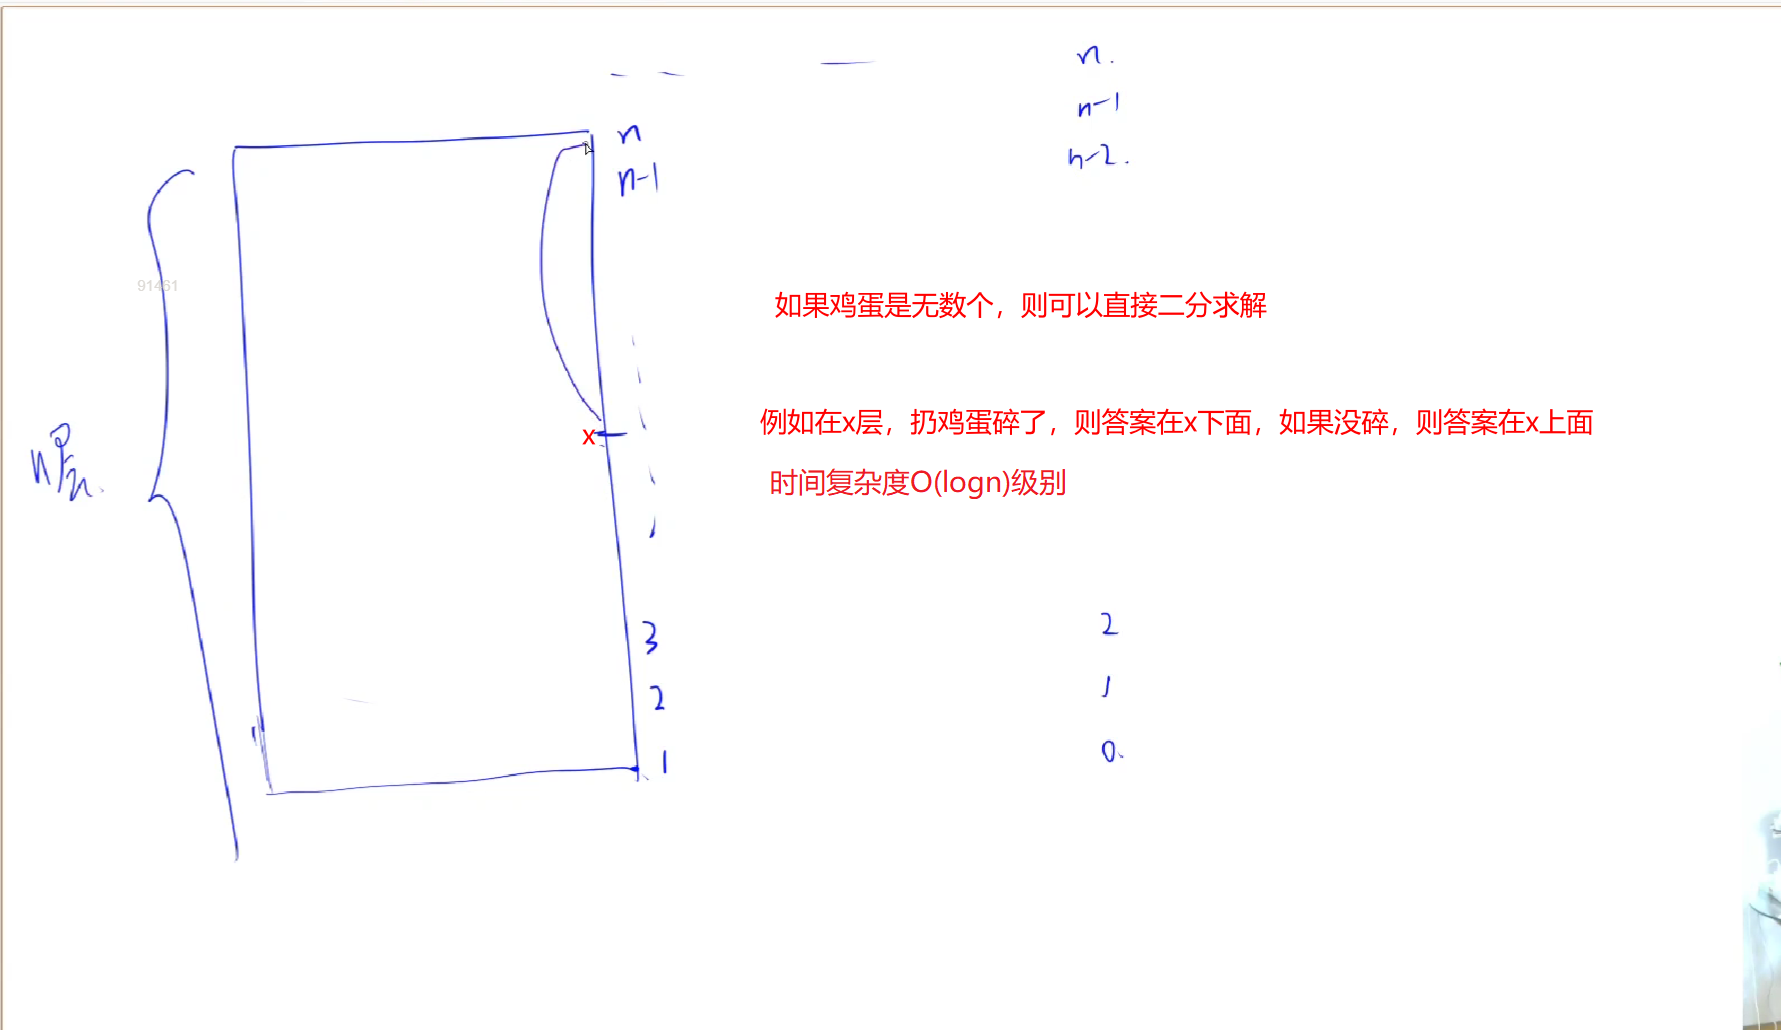 n.
n-1
n-2.
n
n-1
91461
如果鸡蛋是无数个，则可以直接二分求解
例如在x层，扔鸡蛋碎了，则答案在x下面，如果没碎，则答案在x上面
x
n层.
时间复杂度O(logn)级别
3
2
2
1
1
0.